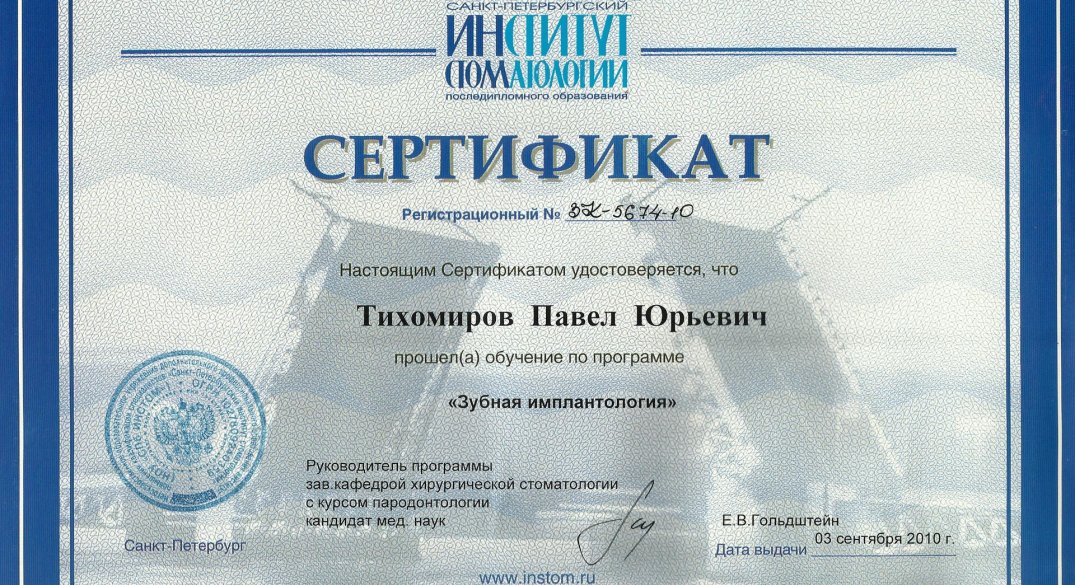 САНКТ-ПЕТЕРБУРГСКИЙ
ИНСТИТУТ
СТОМАТОЛОГИИ
последипломного образования
СЕРТИФИКАТ
Регистрационный № ЗК-5674-10
Настоящим Сертификатом удостоверяется, что
Тихомиров Павел Юрьевич
прошел(а) обучение по программе
«Зубная имплантология»
Руководитель программы
зав.кафедрой хирургической стоматологии
с курсом пародонтологии
кандидат мед. наук
Е.В.Гольдштейн
03 сентября 2010 г.
Санкт-Петербург
Дата выдачи
www.instom.ru